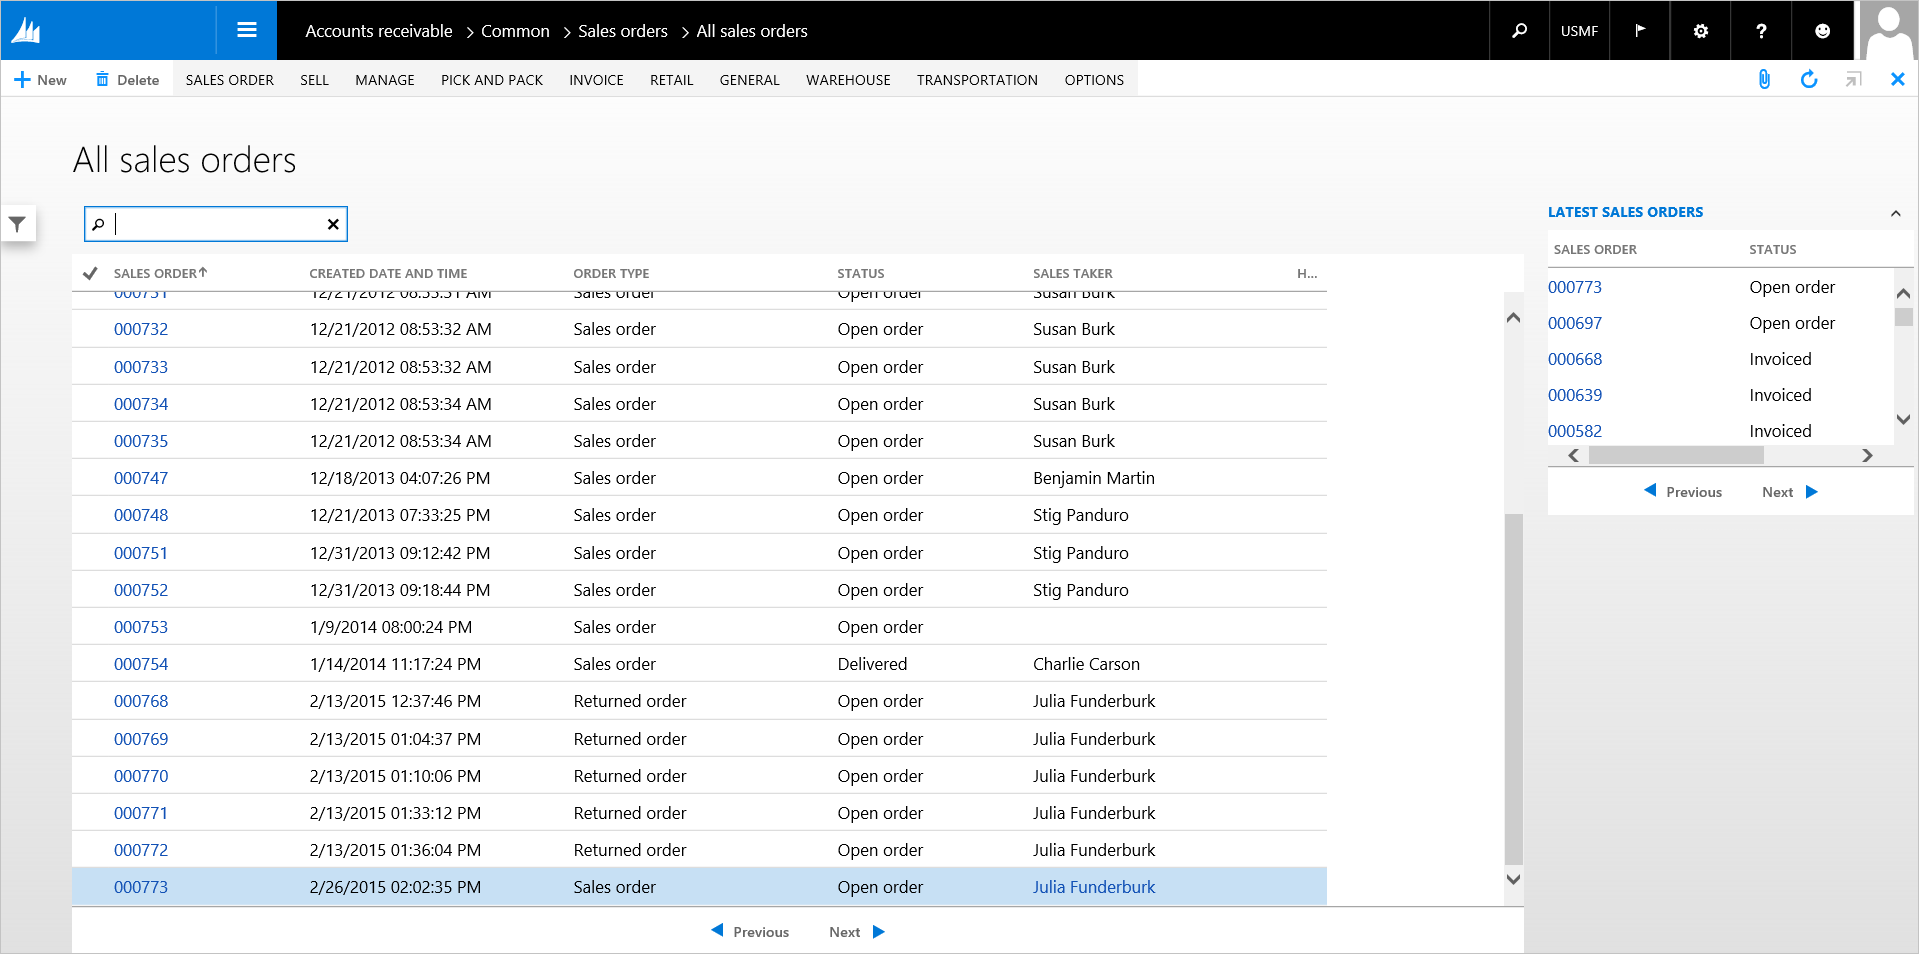 Accounts receivable > Common > Sales orders > All sales orders USMF ?
New Delete SALES ORDER SELL MANAGE PICK AND PACK INVOICE RETAIL GENERAL WAREHOUSE TRANSPORTATION OPTIONS
All sales orders
SALES ORDER CREATED DATE AND TIME ORDER TYPE STATUS SALES TAKER H...
000731 12/21/2012 08:53:31 AM Sales order Open order Susan Burk
000732 12/21/2012 08:53:32 AM Sales order Open order Susan Burk
000733 12/21/2012 08:53:32 AM Sales order Open order Susan Burk
000734 12/21/2012 08:53:34 AM Sales order Open order Susan Burk
000735 12/21/2012 08:53:34 AM Sales order Open order Susan Burk
000747 12/18/2013 04:07:26 PM Sales order Open order Benjamin Martin
000748 12/21/2013 07:33:25 PM Sales order Open order Stig Panduro
000751 12/31/2013 09:12:42 PM Sales order Open order Stig Panduro
000752 12/31/2013 09:18:44 PM Sales order Open order Stig Panduro
000753 1/9/2014 08:00:24 PM Sales order Open order
000754 1/14/2014 11:17:24 PM Sales order Delivered Charlie Carson
000768 2/13/2015 12:37:46 PM Returned order Open order Julia Funderburk
000769 2/13/2015 01:04:37 PM Returned order Open order Julia Funderburk
000770 2/13/2015 01:10:06 PM Returned order Open order Julia Funderburk
000771 2/13/2015 01:33:12 PM Returned order Open order Julia Funderburk
000772 2/13/2015 01:36:04 PM Returned order Open order Julia Funderburk
000773 2/26/2015 02:02:35 PM Sales order Open order Julia Funderburk
Previous Next
LATEST SALES ORDERS
SALES ORDER STATUS
000773 Open order
000697 Open order
000668 Invoiced
000639 Invoiced
000582 Invoiced
Previous Next